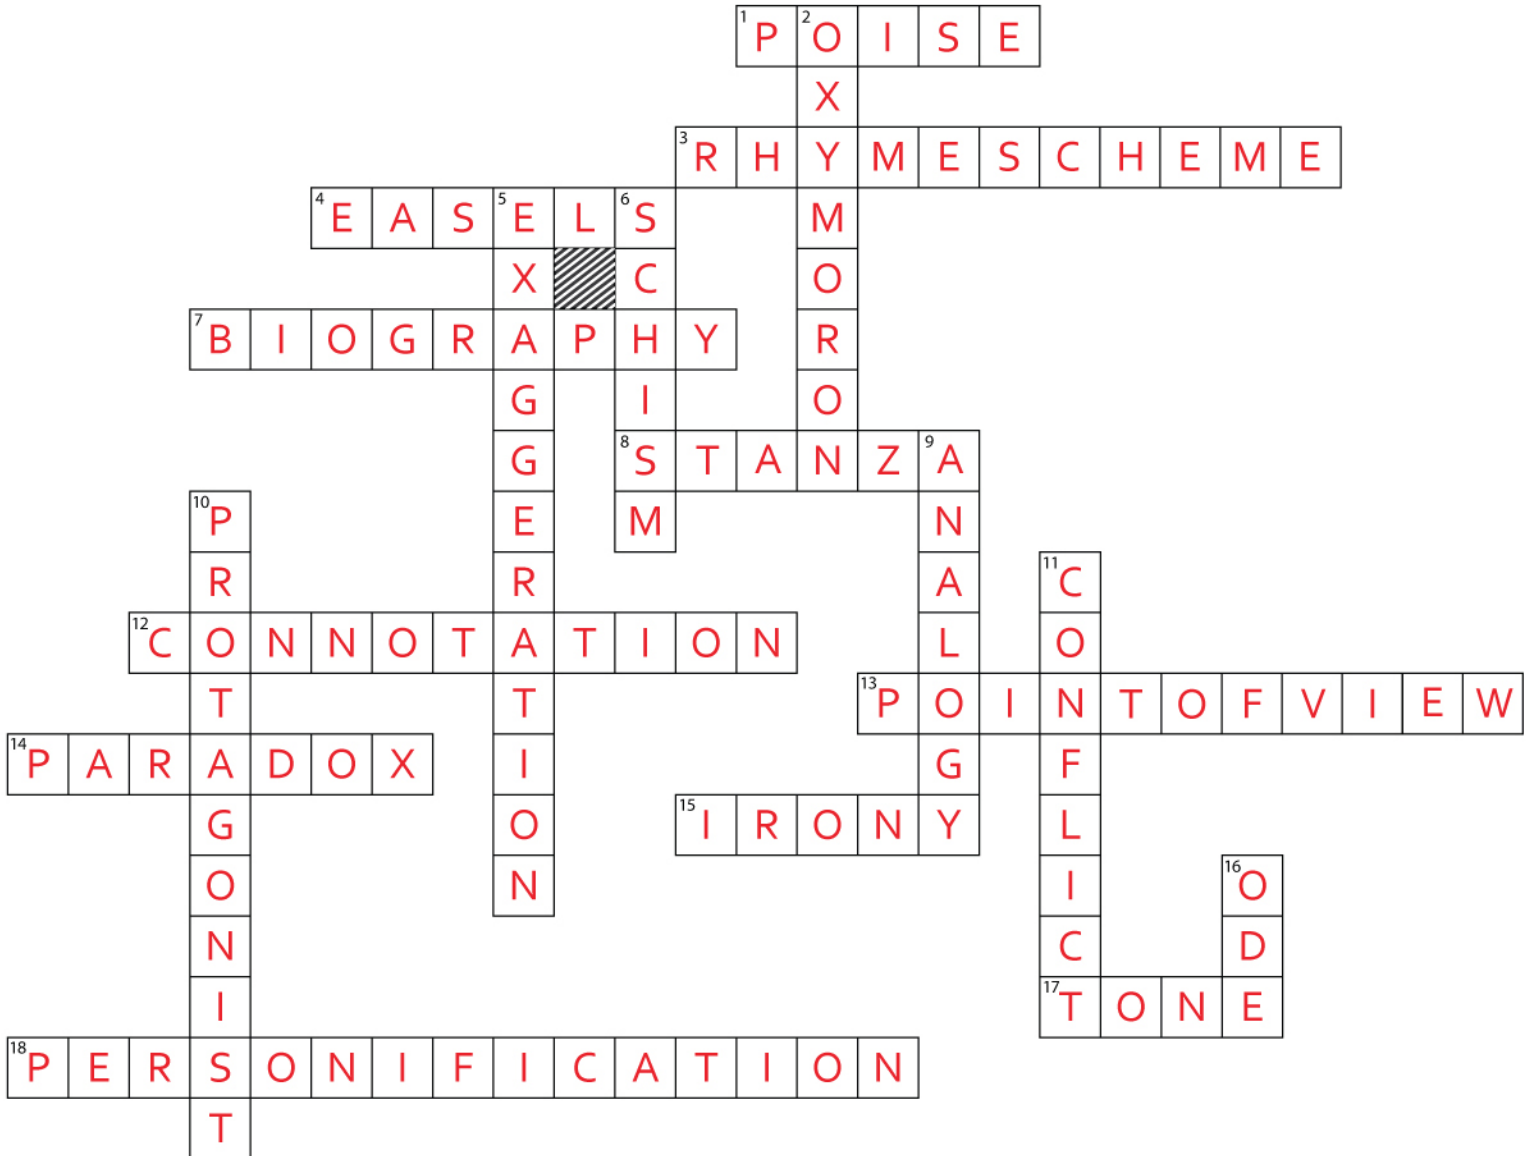 1 P 2 O I S E
X
3 R H Y M E S C H E M E
4 E A S 5 E L 6 S M
X C O
7 B I O G R A P H Y R
G I O
G 8 S T A N Z 9 A
10 P E M N
R R A 11 C
12 C O N N O T A T I O N L O
T T 13 P O I N T O F V I E W
14 P A R A D O X I G F
G O 15 I R O N Y L
O N I 16 O
N C D
I 17 T O N E
18 P E R S O N I F I C A T I O N
T